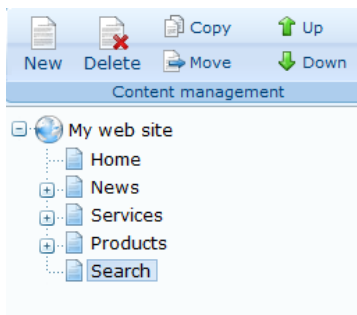 Copy Up
New Delete Move Down
Content management
My web site
Home
News
Services
Products
Search